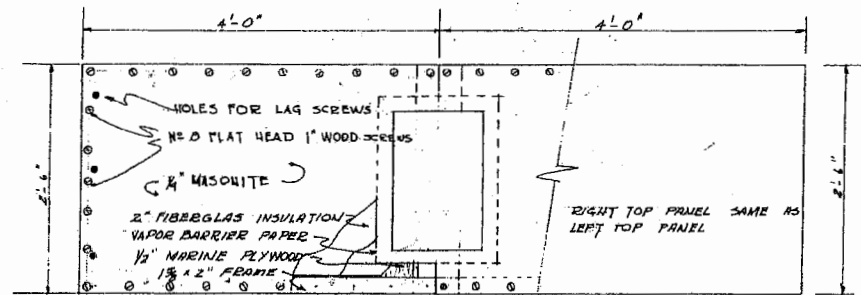 4'-0" 4'-0"
HOLES FOR LAG SCREWS
No 8 FLAT HEAD 1" WOOD SCREWS
1/4" MASONITE
2'-6" 2'-6"
2" FIBERGLAS INSULATION
VAPOR BARRIER PAPER
1/2" MARINE PLYWOOD
x 2" FRAME
RIGHT TOP PANEL SAME AS
LEFT TOP PANEL